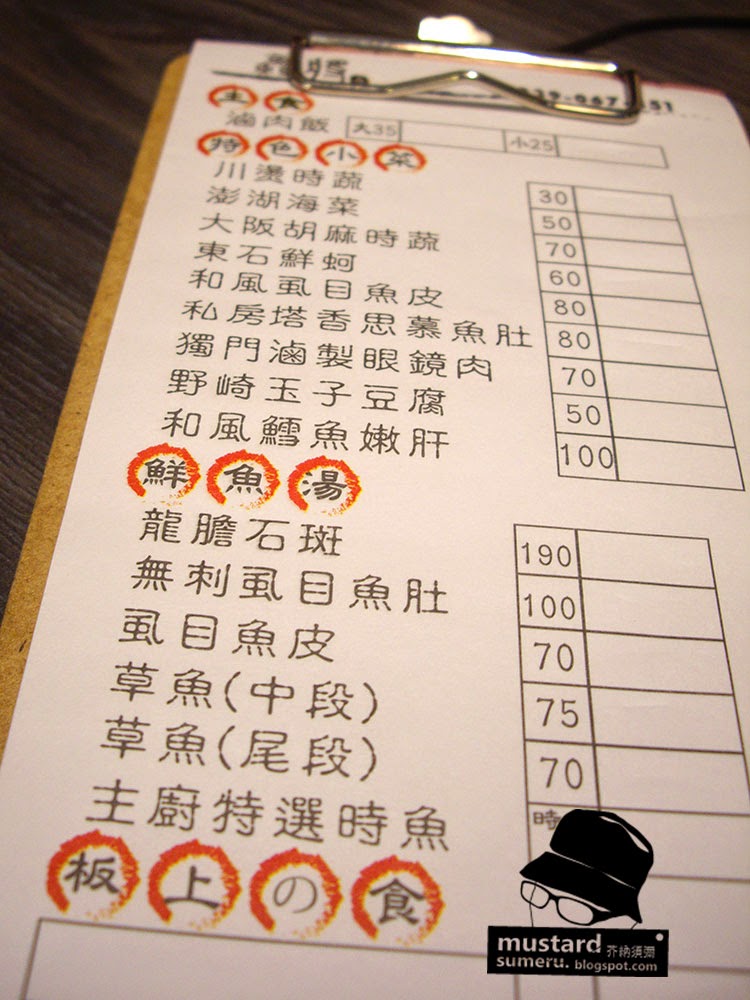 主食
滷肉飯 大35 小25
特色小菜
川燙時蔬 30
澎湖海菜 50
大阪胡麻時蔬 70
東石鮮蚵 60
和風虱目魚皮 80
私房塔香思慕魚肚 80
獨門滷製眼鏡肉 70
野崎玉子豆腐 50
和風鱈魚嫩肝 100
鮮魚湯
龍膽石斑 190
無刺虱目魚肚 100
虱目魚皮 70
草魚(中段) 75
草魚(尾段) 70
主廚特選時魚 時
板上の食
mustard 芥納須彌
sumeru. blogspot.com